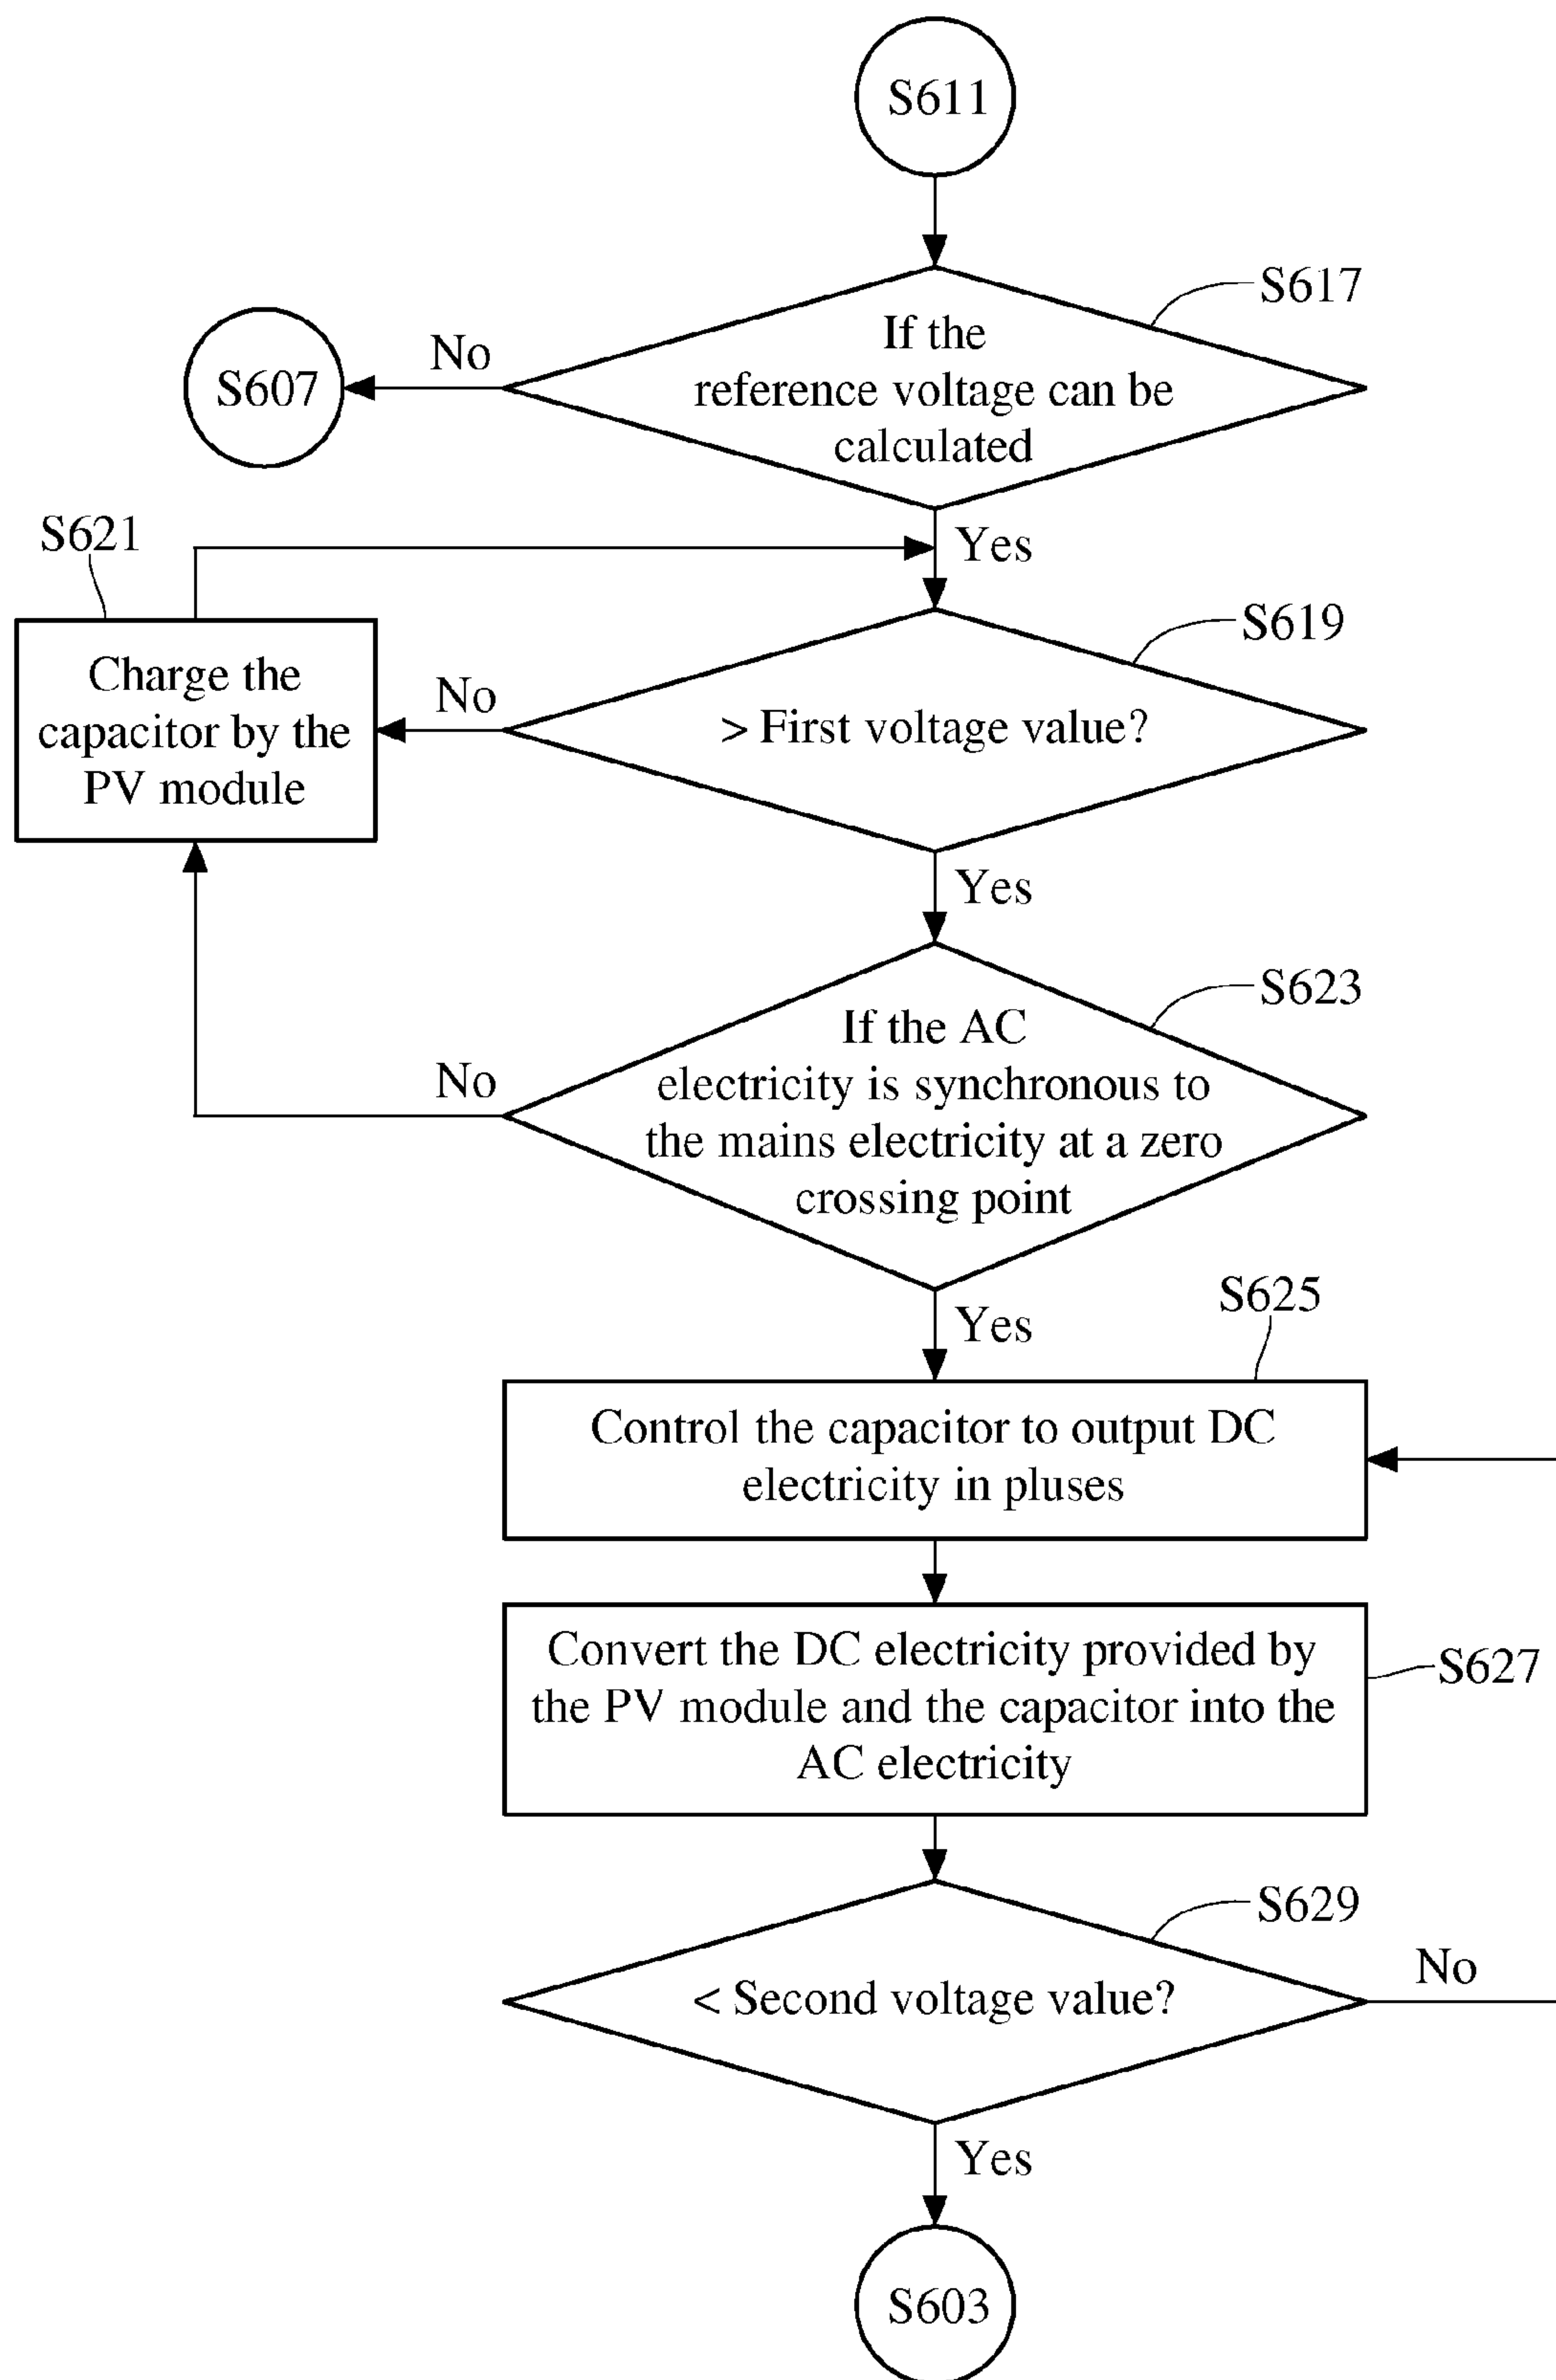 S611
S617
If the
reference voltage can be
calculated
No
S607
Yes
S621
Charge the
capacitor by the
PV module
S619
> First voltage value?
No
Yes
S623
If the AC
electricity is synchronous to
the mains electricity at a zero
crossing point
No
Yes
S625
Control the capacitor to output DC
electricity in pluses
Convert the DC electricity provided by
the PV module and the capacitor into the
AC electricity
S627
S629
< Second voltage value?
No
Yes
S603